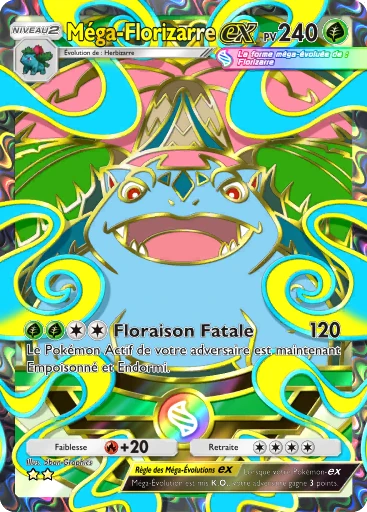 NIVEAU 2 Méga-Florizarre ex PV 240
Évolution de : Herbizarre
La forme méga-évoluée de : Florizarre
Floraison Fatale 120
Le Pokémon Actif de votre adversaire est maintenant
Empoisonné et Endormi.
Faiblesse +20 Retraite
Illus. 5ban Graphics
Règle des Méga-Évolutions ex Lorsque votre Pokémon-ex
Méga-Évolution est mis K.O., votre adversaire gagne 3 points.